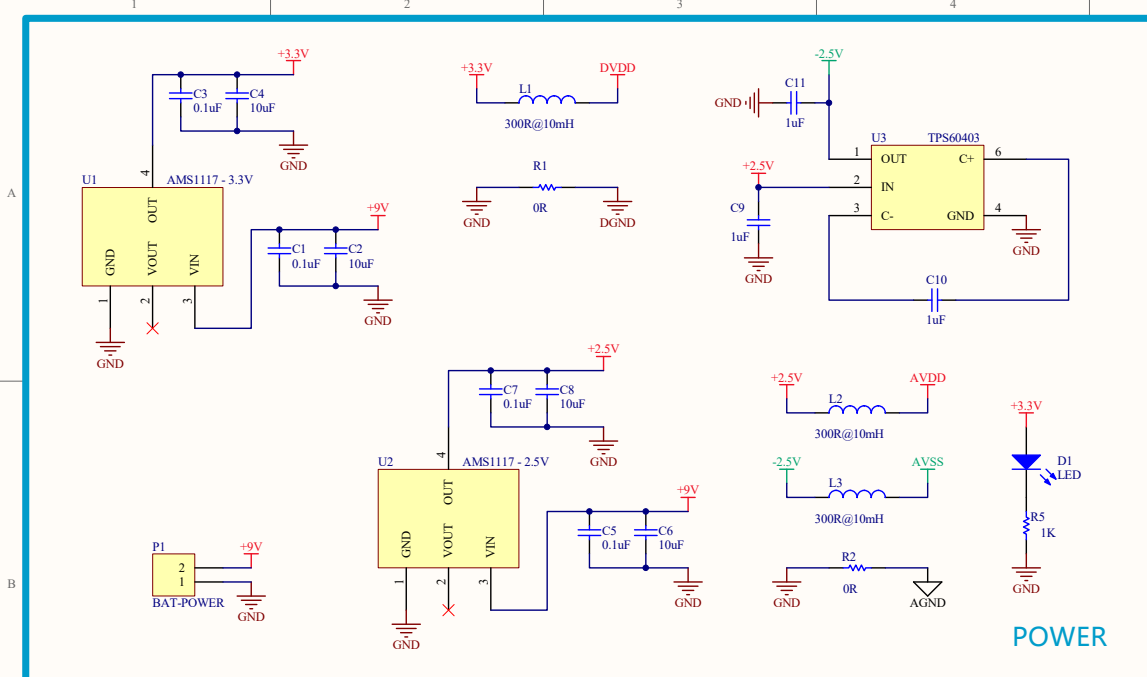 1
2
3
4
A
B
+3.3V
C3
0.1uF
C4
10uF
GND
U1
AMS1117 - 3.3V
4
OUT
GND
VOUT
VIN
1
2
3
GND
+9V
C1
0.1uF
C2
10uF
GND
+3.3V
DVDD
L1
300R@10mH
R1
0R
GND
DGND
-2.5V
C11
GND
1uF
U3
TPS60403
1
OUT
C+
6
+2.5V
2
IN
3
C-
GND
4
C9
1uF
GND
GND
C10
1uF
+2.5V
C7
0.1uF
C8
10uF
GND
U2
AMS1117 - 2.5V
4
OUT
GND
VOUT
VIN
1
2
3
GND
+9V
C5
0.1uF
C6
10uF
GND
P1
+9V
2
1
BAT-POWER
GND
+2.5V
AVDD
L2
300R@10mH
-2.5V
AVSS
L3
300R@10mH
R2
0R
GND
AGND
+3.3V
D1
LED
R5
1K
GND
POWER